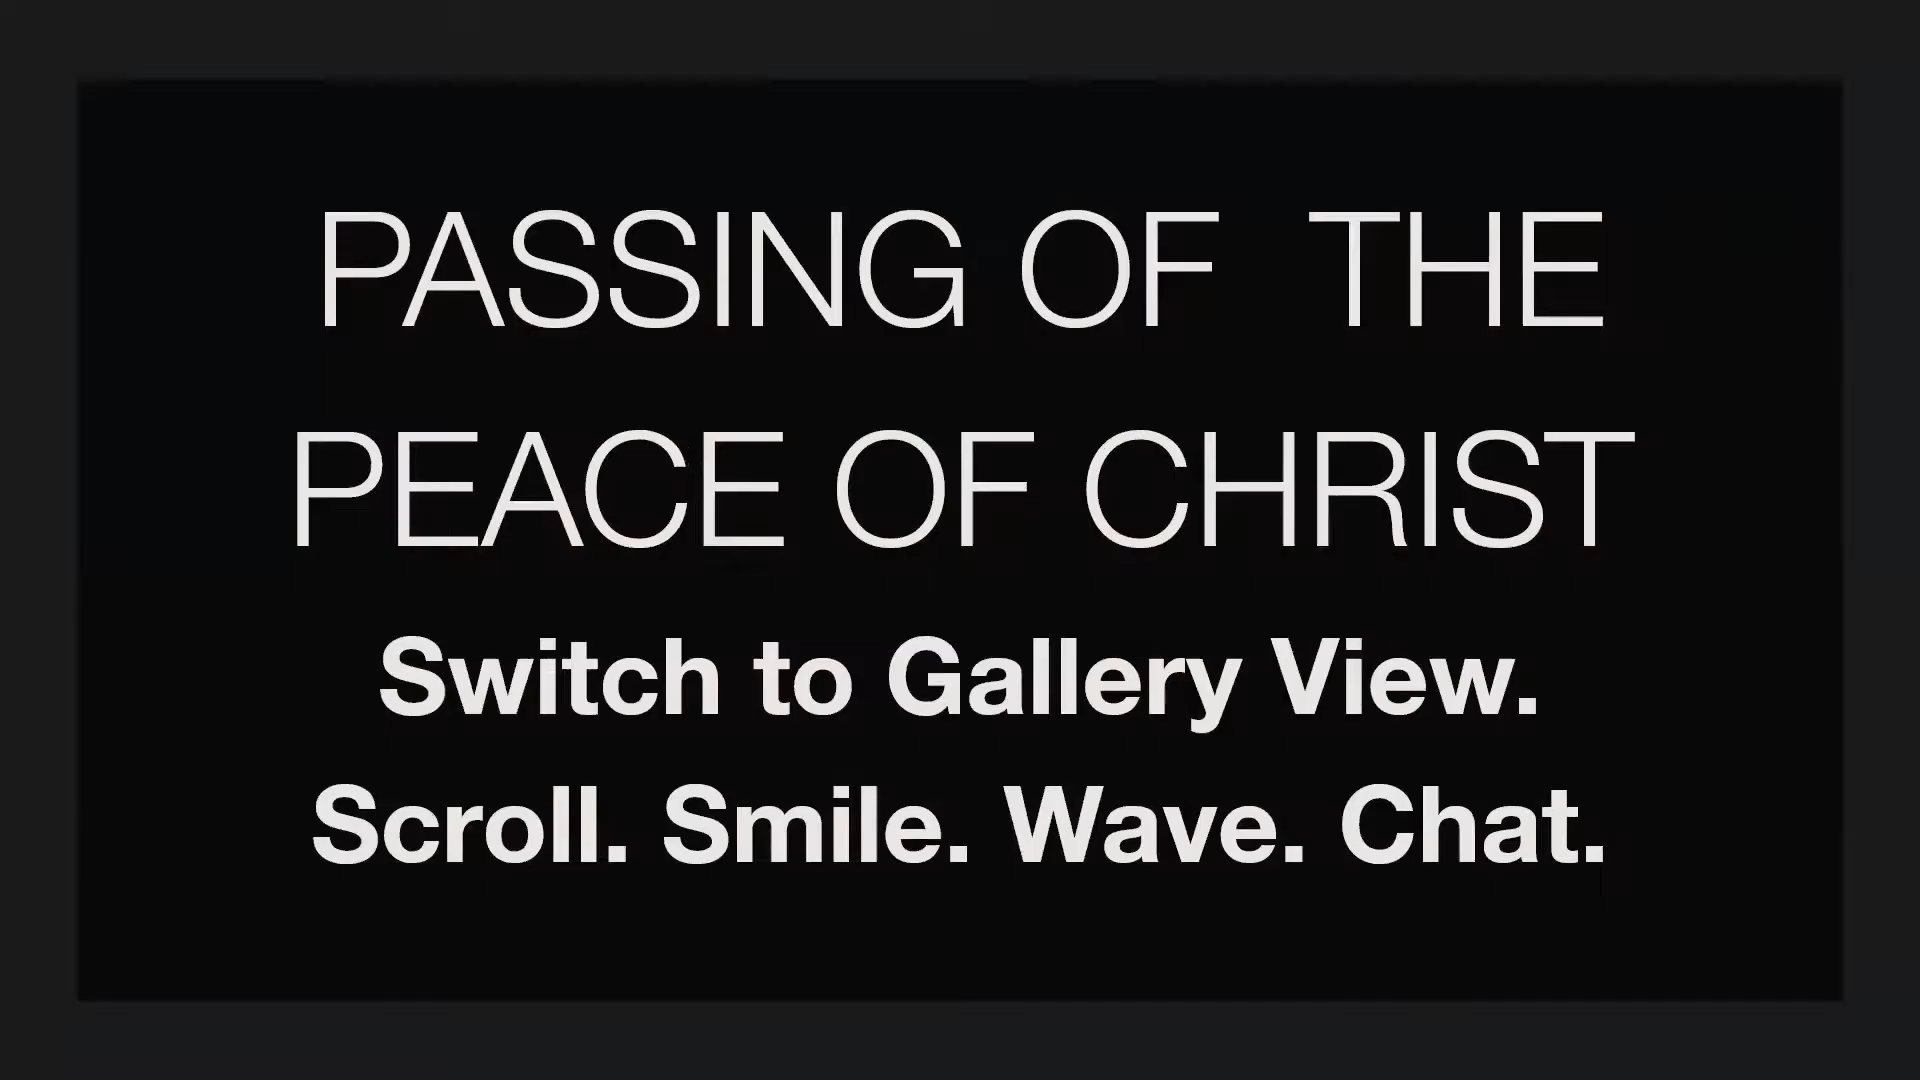 PASSING OF  THE
PEACE OF CHRIST
Switch to Gallery View.
Scroll. Smile. Wave. Chat.